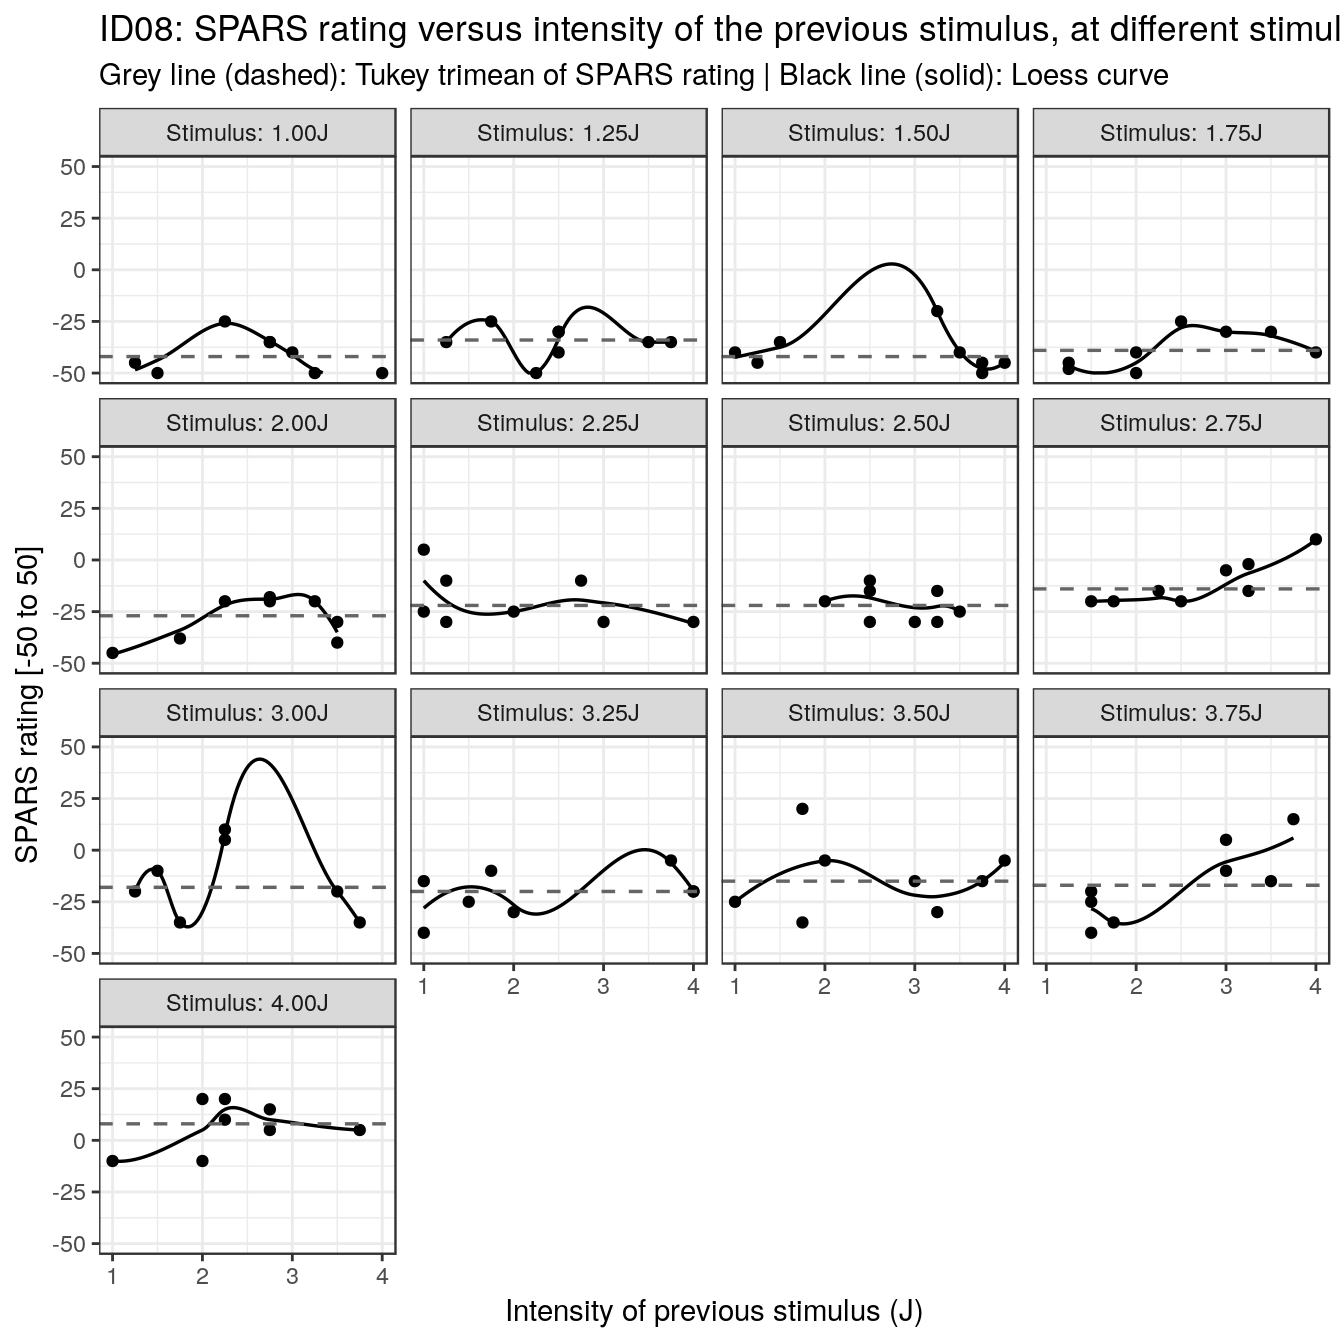 ID08: SPARS rating versus intensity of the previous stimulus, at different stimul
Grey line (dashed): Tukey trimean of SPARS rating | Black line (solid): Loess curve
Stimulus: 1.00J
Stimulus: 1.25J
Stimulus: 1.50J
Stimulus: 1.75J
50
25
0
-25
-50
Stimulus: 2.00J
Stimulus: 2.25J
Stimulus: 2.50J
Stimulus: 2.75J
50
25
0
-25
-50
SPARS rating [-50 to 50]
Stimulus: 3.00J
Stimulus: 3.25J
Stimulus: 3.50J
Stimulus: 3.75J
50
25
0
-25
-50
1 2 3 4
1 2 3 4
1 2 3 4
Stimulus: 4.00J
50
25
0
-25
-50
1 2 3 4
Intensity of previous stimulus (J)